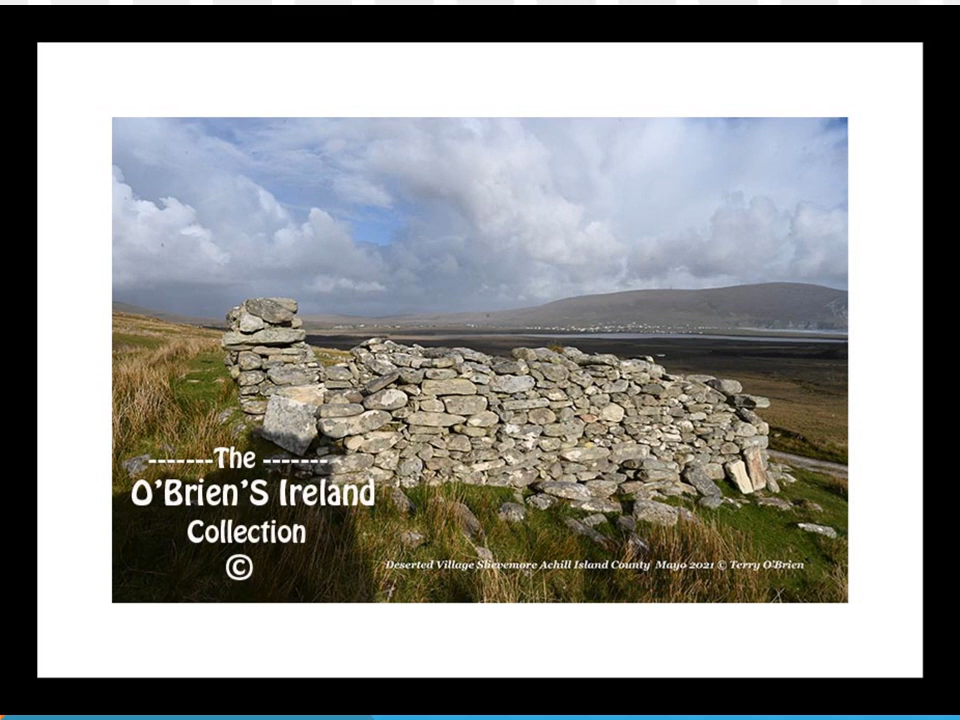 -------The -------
O'Brien'S Ireland
Collection
©
Deserted Village Slievemore Achill Island County Mayo 2021 © Terry O'Brien